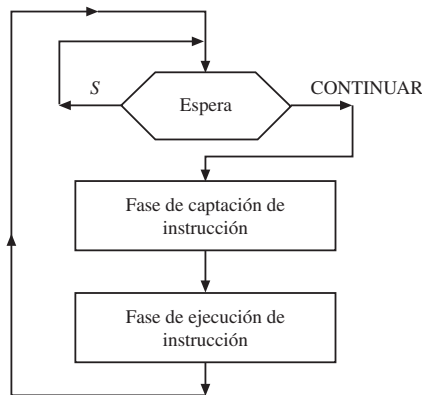 S
CONTINUAR
Espera
Fase de captación de
instrucción
Fase de ejecución de
instrucción